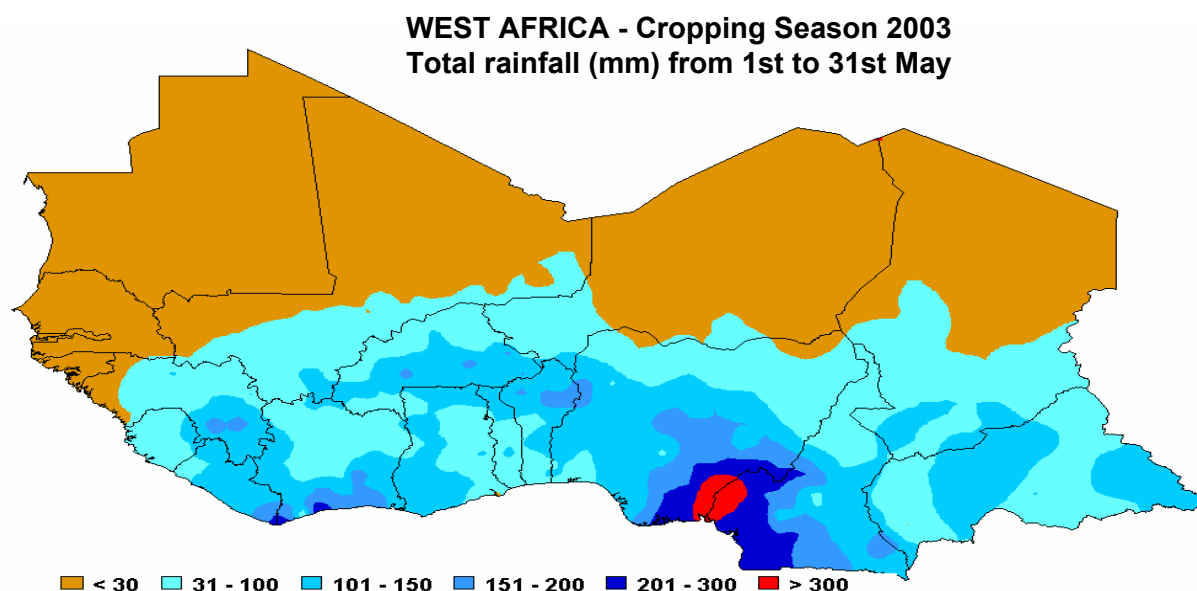 WEST AFRICA - Cropping Season 2003
Total rainfall (mm) from 1st to 31st May
< 30 31 - 100 101 - 150 151 - 200 201 - 300 > 300